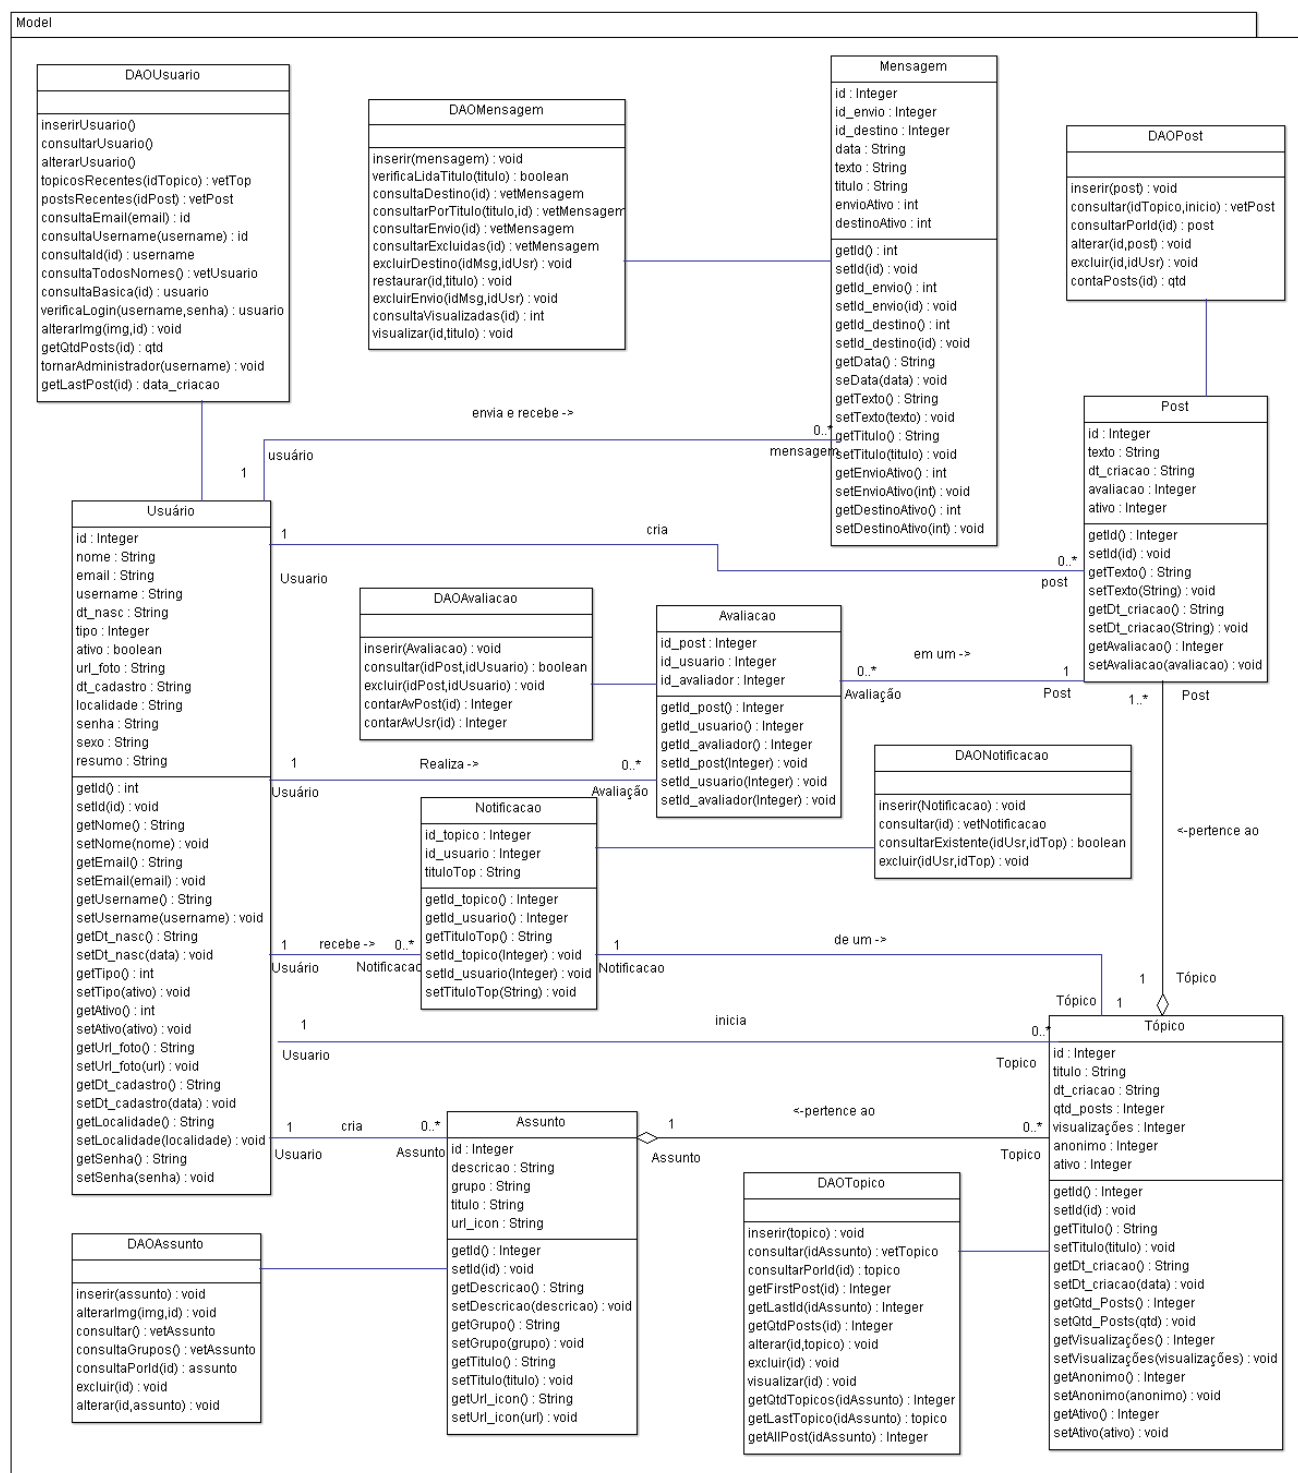 Model
DAOUsuario
inserirUsuario()
consultarUsuario()
alterarUsuario()
topicosRecentes(idTopico) : vetTop
postsRecentes(idPost) : vetPost
consultaEmail(email) : id
consultaUsername(username) : id
consultaId(id) : username
consultaTodosNomes() : vetUsuario
consultaBasica(id) : usuario
verificaLogin(username,senha) : usuario
alterarImg(img,id) : void
getQtdPosts(id) : qtd
tornarAdministrador(username) : void
getLastPost(id) : data_criacao
DAOMensagem
inserir(mensagem) : void
verificaLidaTitulo(titulo) : boolean
consultaDestino(id) : vetMensagem
consultarPorTitulo(titulo,id) : vetMensagem
consultarEnvio(id) : vetMensagem
consultarExcluidas(id) : vetMensagem
excluirDestino(idMsg,idUsr) : void
restaurar(id,titulo) : void
excluirEnvio(idMsg,idUsr) : void
consultaVisualizadas(id) : int
visualizar(id,titulo) : void
Mensagem
id : Integer
id_envio : Integer
id_destino : Integer
data : String
texto : String
titulo : String
envioAtivo : int
destinoAtivo : int
getId() : int
setId(id) : void
getId_envio() : int
setId_envio(id) : void
getId_destino() : int
setId_destino(id) : void
getData() : String
seData(data) : void
getTexto() : String
setTexto(texto) : void
getTitulo() : String
setTitulo(titulo) : void
getEnvioAtivo() : int
setEnvioAtivo(int) : void
getDestinoAtivo() : int
setDestinoAtivo(int) : void
DAOPost
inserir(post) : void
consultar(idTopico,inicio) : vetPost
consultarPorId(id) : post
alterar(id,post) : void
excluir(id,idUsr) : void
contaPosts(id) : qtd
envia e recebe ->
0..*
mensagem
usuário
1
Post
id : Integer
texto : String
dt_criacao : String
avaliacao : Integer
ativo : Integer
getId() : Integer
setId(id) : void
getTexto() : String
setTexto(String) : void
getDt_criacao() : String
setDt_criacao(String) : void
getAvaliacao() : Integer
setAvaliacao(avaliacao) : void
Usuário
id : Integer
nome : String
email : String
username : String
dt_nasc : String
tipo : Integer
ativo : boolean
url_foto : String
dt_cadastro : String
localidade : String
senha : String
sexo : String
resumo : String
getId() : int
setId(id) : void
getNome() : String
setNome(nome) : void
getEmail() : String
setEmail(email) : void
getUsername() : String
setUsername(username) : void
getDt_nasc() : String
setDt_nasc(data) : void
getTipo() : int
setTipo(ativo) : void
getAtivo() : int
setAtivo(ativo) : void
getUrl_foto() : String
setUrl_foto(url) : void
getDt_cadastro() : String
setDt_cadastro(data) : void
getLocalidade() : String
setLocalidade(localidade) : void
getSenha() : String
setSenha(senha) : void
1
cria
0..*
Usuario
post
DAOAvaliacao
inserir(Avaliacao) : void
consultar(idPost,idUsuario) : boolean
excluir(idPost,idUsuario) : void
contarAvPost(id) : Integer
contarAvUsr(id) : Integer
Avaliacao
id_post : Integer
id_usuario : Integer
id_avaliador : Integer
getId_post() : Integer
getId_usuario() : Integer
getId_avaliador() : Integer
setId_post(Integer) : void
setId_usuario(Integer) : void
setId_avaliador(Integer) : void
em um ->
0..*
1
Avaliação
Post
1..*
Post
1
Realiza ->
0..*
Usuário
Avaliação
DAONotificacao
inserir(Notificacao) : void
consultar(id) : vetNotificacao
consultarExistente(idUsr,idTop) : boolean
excluir(idUsr,idTop) : void
Notificacao
id_topico : Integer
id_usuario : Integer
tituloTop : String
getId_topico() : Integer
getId_usuario() : Integer
getTituloTop() : String
setId_topico(Integer) : void
setId_usuario(Integer) : void
setTituloTop(String) : void
<-pertence ao
1
recebe ->
0..*
Usuário
Notificacao
1
de um ->
Notificacao
1
Tópico
Tópico
1
1
inicia
0..*
Usuario
Topico
Tópico
id : Integer
titulo : String
dt_criacao : String
qtd_posts : Integer
visualizações : Integer
anonimo : Integer
ativo : Integer
getId() : Integer
setId(id) : void
getTitulo() : String
setTitulo(titulo) : void
getDt_criacao() : String
setDt_criacao(data) : void
getQtd_Posts() : Integer
setQtd_Posts(qtd) : void
getVisualizações() : Integer
setVisualizações(visualizações) : void
getAnonimo() : Integer
setAnonimo(anonimo) : void
getAtivo() : Integer
setAtivo(ativo) : void
1
cria
0..*
Usuario
Assunto
<-pertence ao
1
0..*
Assunto
Topico
Assunto
id : Integer
descricao : String
grupo : String
titulo : String
url_icon : String
getId() : Integer
setId(id) : void
getDescricao() : String
setDescricao(descricao) : void
getGrupo() : String
setGrupo(grupo) : void
getTitulo() : String
setTitulo(titulo) : void
getUrl_icon() : String
setUrl_icon(url) : void
DAOTopico
inserir(topico) : void
consultar(idAssunto) : vetTopico
consultarPorId(id) : topico
getFirstPost(id) : Integer
getLastId(idAssunto) : Integer
getQtdPosts(id) : Integer
alterar(id,topico) : void
excluir(id) : void
visualizar(id) : void
getQtdTopicos(idAssunto) : Integer
getLastTopico(idAssunto) : topico
getAllPost(idAssunto) : Integer
DAOAssunto
inserir(assunto) : void
alterarImg(img,id) : void
consultar() : vetAssunto
consultaGrupos() : vetAssunto
consultaPorId(id) : assunto
excluir(id) : void
alterar(id,assunto) : void